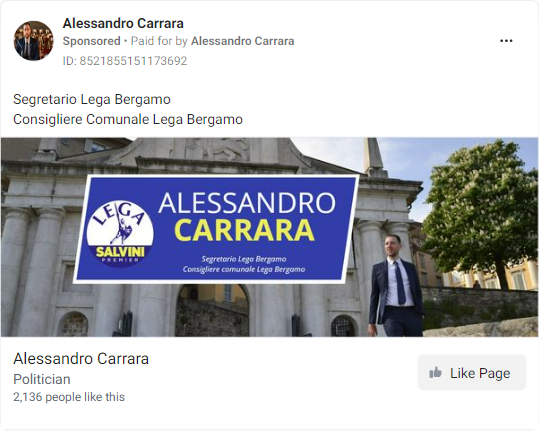 Alessandro Carrara
Sponsored • Paid for by Alessandro Carrara
ID: 8521855151173692
Segretario Lega Bergamo
Consigliere Comunale Lega Bergamo
LEGA
SALVINI
PREMIER
ALESSANDRO
CARRARA
Segretario Lega Bergamo
Consigliere comunale Lega Bergamo
Alessandro Carrara
Politician
2,136 people like this
Like Page